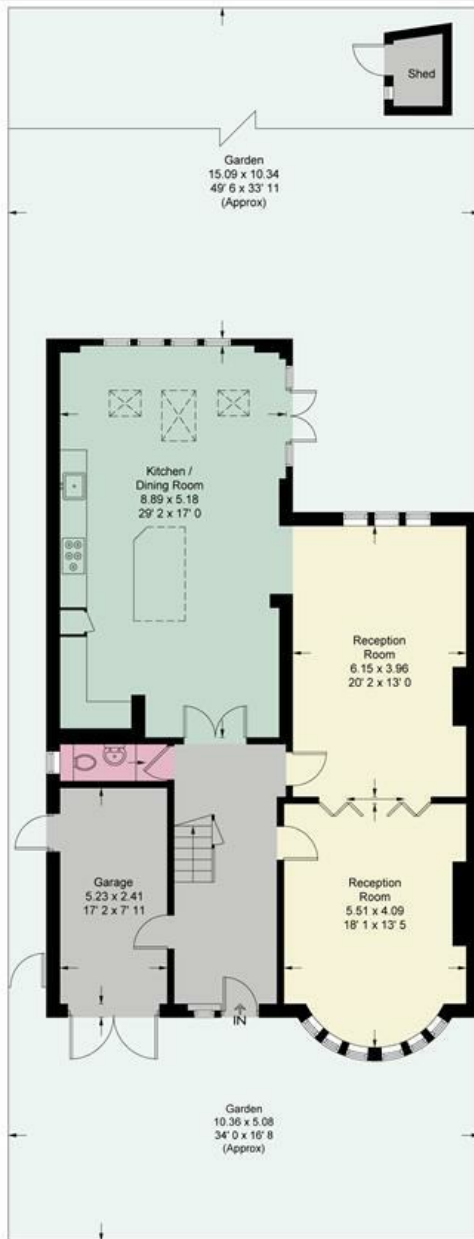 Shed
Garden
15.09 x 10.34
49' 6 x 33' 11
(Approx)
Kitchen /
Dining Room
8.89 x 5.18
29' 2 x 17' 0
Reception
Room
6.15 x 3.96
20' 2 x 13' 0
Garage
5.23 x 2.41
17' 2 x 7' 11
Reception
Room
5.51 x 4.09
18' 1 x 13' 5
IN
Garden
10.36 x 5.08
34' 0 x 16' 8
(Approx)